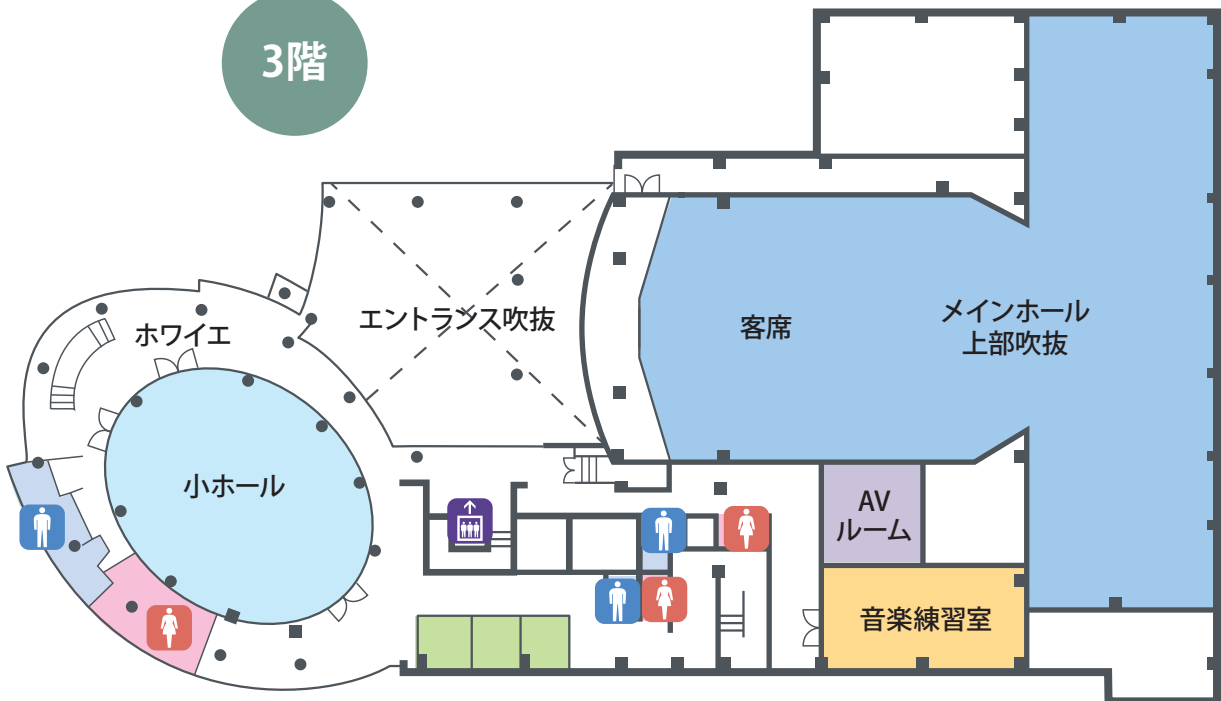 3階
ホワイエ
エントランス吹抜
客席
メインホール
上部吹抜
小ホール
AV
ルーム
音楽練習室